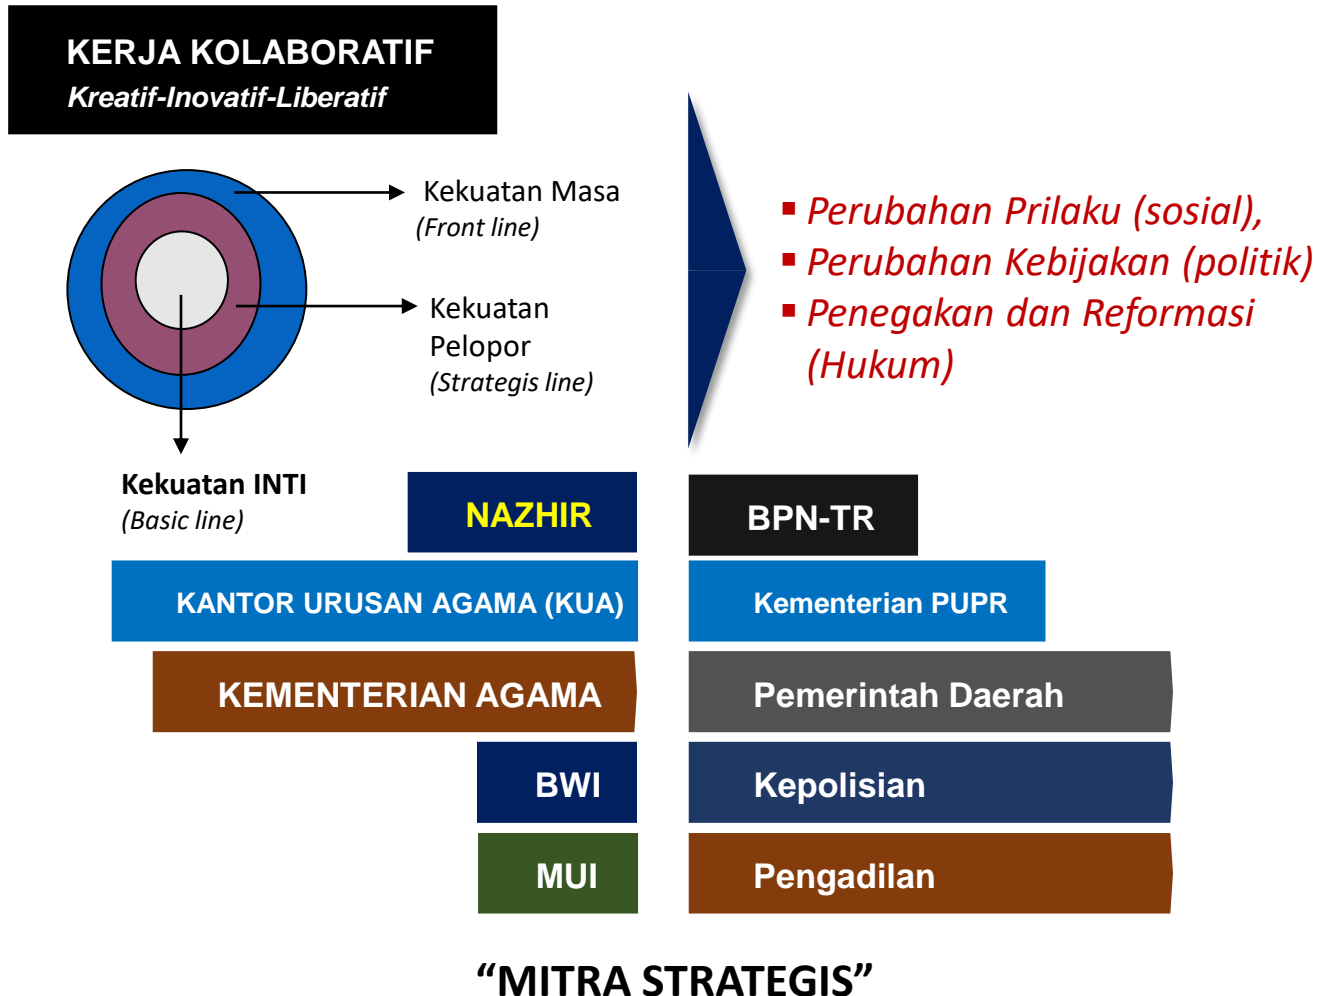 KERJA KOLABORATIF
Kreatif-Inovatif-Liberatif
Kekuatan Masa
(Front line)
Kekuatan
Pelopor
(Strategis line)
Kekuatan INTI
(Basic line)
▪ Perubahan Prilaku (sosial),
▪ Perubahan Kebijakan (politik)
▪ Penegakan dan Reformasi
(Hukum)
NAZHIR
BPN-TR
KANTOR URUSAN AGAMA (KUA)
Kementerian PUPR
KEMENTERIAN AGAMA
Pemerintah Daerah
BWI
Kepolisian
MUI
Pengadilan
“MITRA STRATEGIS”